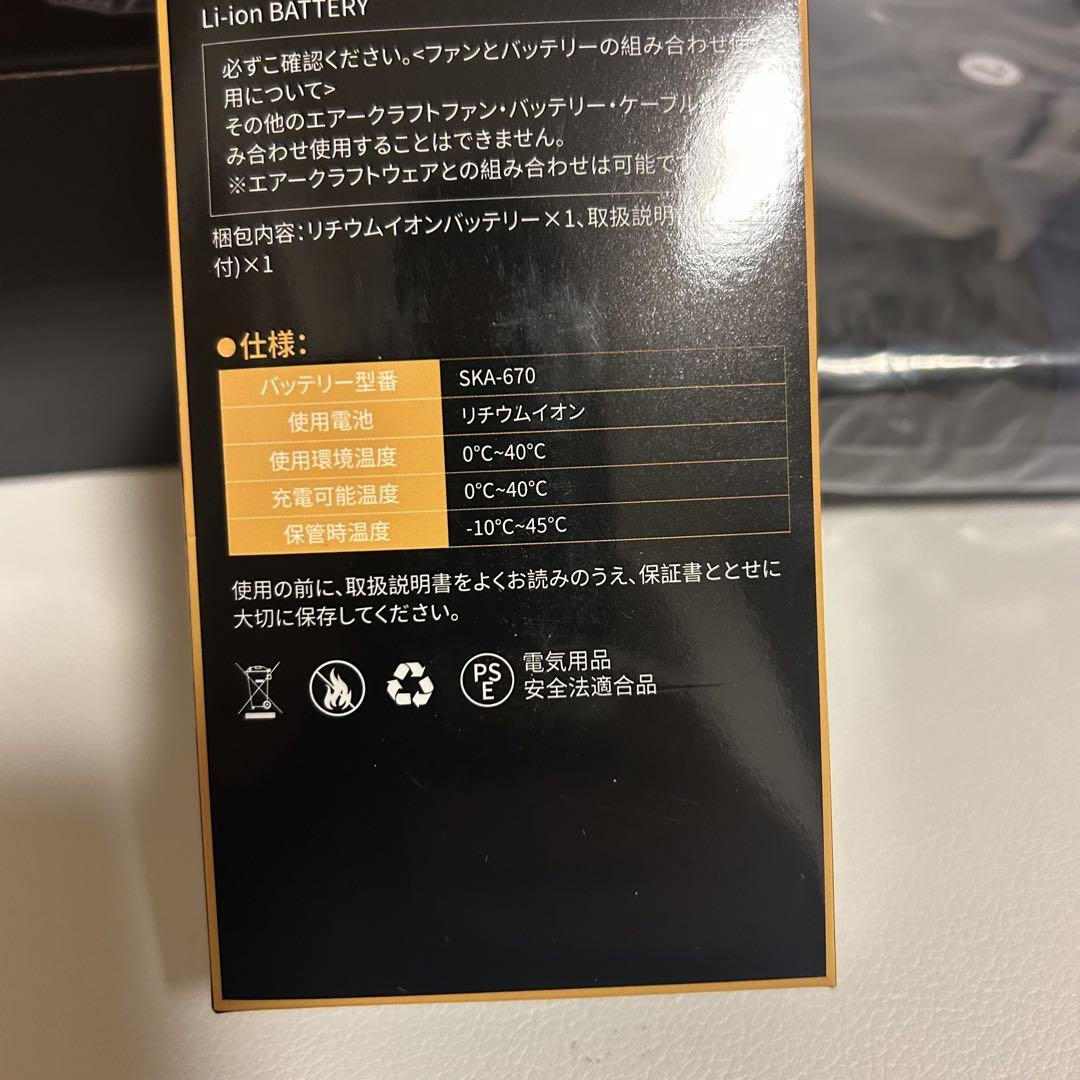 Li-ion BATTERY
必ずご確認ください。<ファンとバッテリーの組み合わせ使
用について>
その他のエアークラフトファン・バッテリー・ケーブル
み合わせ使用することはできません。
※エアークラフトウェアとの組み合わせは可能です
梱包内容:リチウムイオンバッテリー×1、取扱説明
付)×1
●仕様:
バッテリー型番 SKA-670
使用電池 リチウムイオン
使用環境温度 0°C~40°C
充電可能温度 0°C~40°C
保管時温度 -10°C~45°C
使用の前に、取扱説明書をよくお読みのうえ、保証書ととせに
大切に保存してください。
PS
E
電気用品
安全法適合品